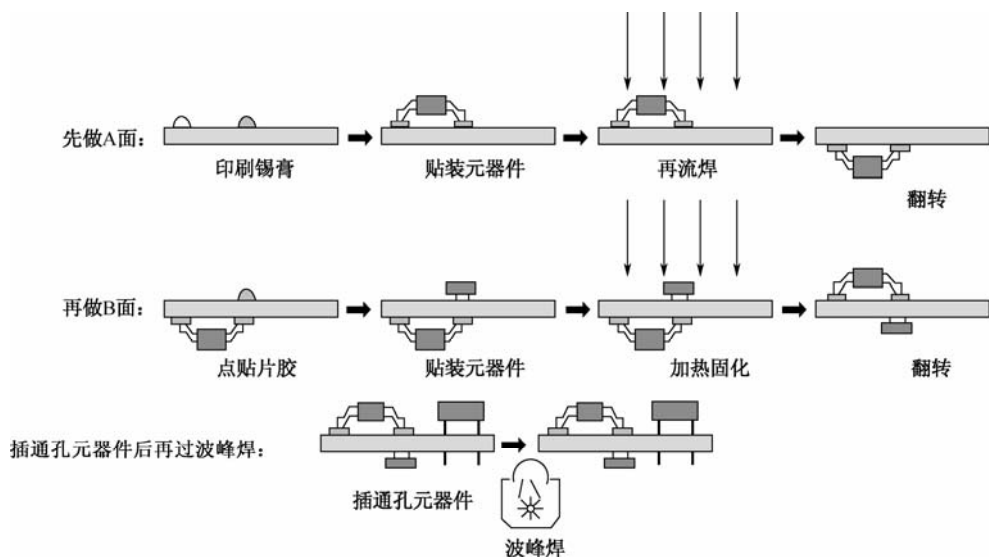 先做A面：
印刷锡膏
贴装元器件
再流焊
翻转
再做B面：
点贴片胶
贴装元器件
加热固化
翻转
插通孔元器件后再过波峰焊：
插通孔元器件
波峰焊